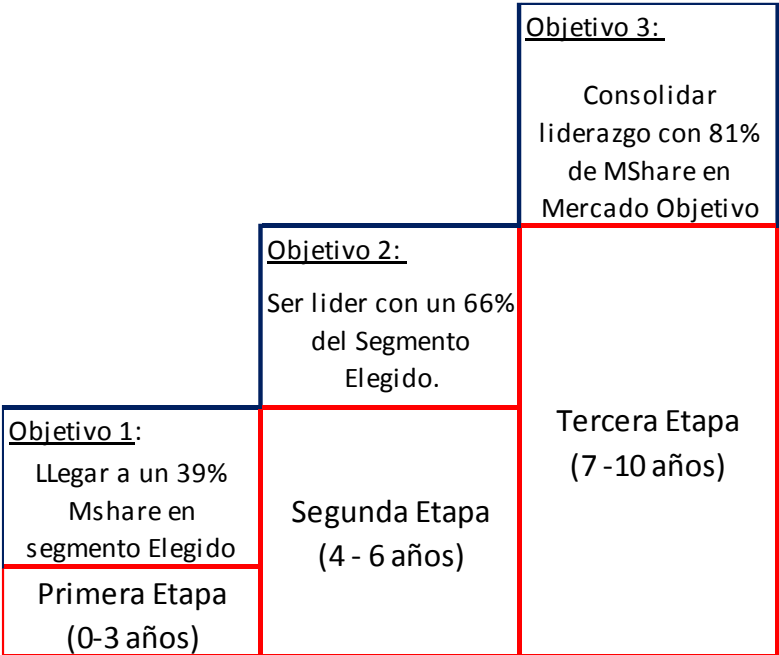 Objetivo 3:
Consolidar
liderazgo con 81%
de MShare en
Mercado Objetivo
Objetivo 2:
Ser lider con un 66%
del Segmento
Elegido.
Tercera Etapa
(7 -10 años)
Objetivo 1:
LLegar a un 39%
Mshare en
segmento Elegido
Segunda Etapa
(4 - 6 años)
Primera Etapa
(0-3 años)